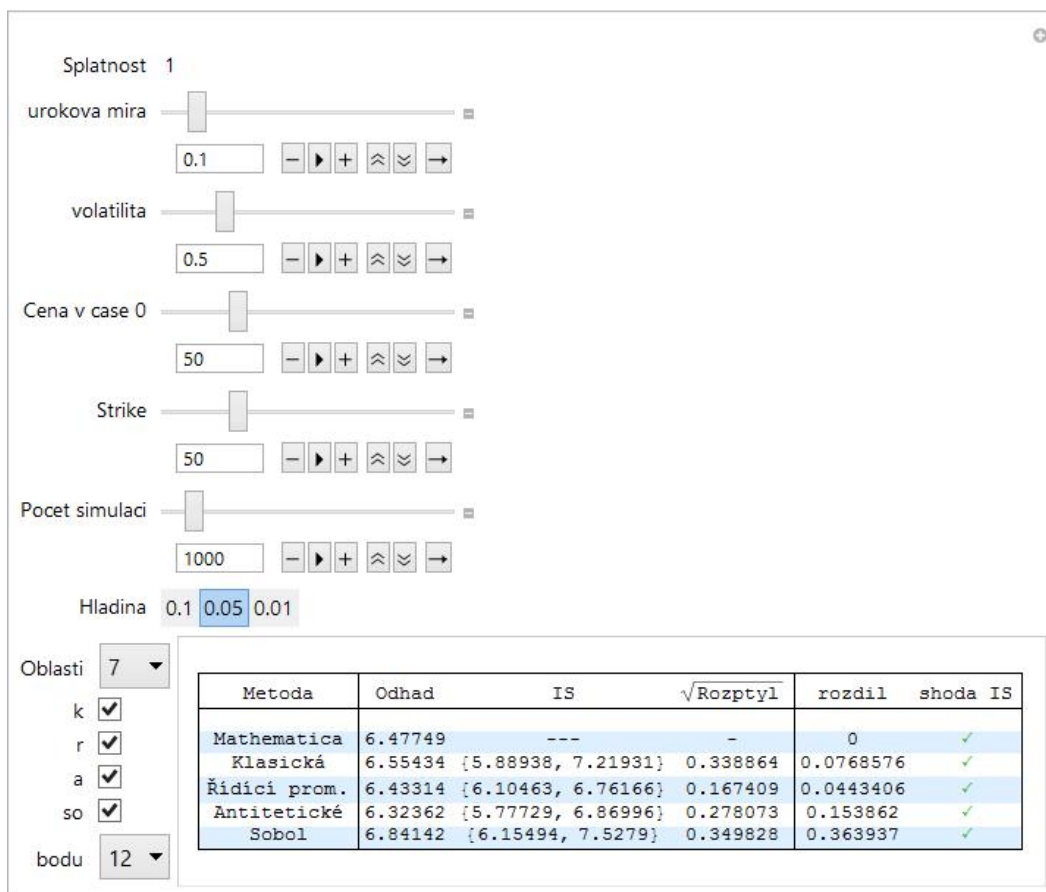 Splatnost 1
urokova mira
0.1
volatilita
0.5
Cena v case 0
50
Strike
50
Pocet simulaci
1000
Hladina 0.1 0.05 0.01
Oblasti 7
k
r
a
so
bodu 12
Metoda Odhad IS √Rozptyl rozdil shoda IS
Mathematica 6.47749 --- - 0 ✓
Klasická 6.55434 {5.88938, 7.21931} 0.338864 0.0768576 ✓
Řídící prom. 6.43314 {6.10463, 6.76166} 0.167409 0.0443406 ✓
Antitetické 6.32362 {5.77729, 6.86996} 0.278073 0.153862 ✓
Sobol 6.84142 {6.15494, 7.5279} 0.349828 0.363937 ✓